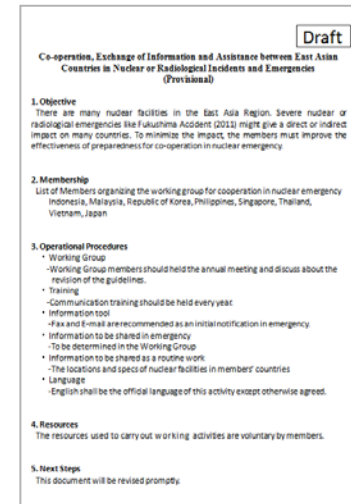 Draft
Co-operation, Exchange of Information and Assistance between East Asian
Countries in Nuclear or Radiological Incidents and Emergencies
(Provisional)
1. Objective
There are many nuclear facilities in the East Asia Region. Severe nuclear or
radiological emergencies like Fukushima Accident (2011) might give a direct or indirect
impact on many countries. To minimize the impact, the members must improve the
effectiveness of preparedness for co-operation in nuclear emergency.
2. Membership
List of Members organizing the working group for cooperation in nuclear emergency
Indonesia, Malaysia, Republic of Korea, Philippines, Singapore, Thailand,
Vietnam, Japan
3. Operational Procedures
• Working Group
-Working Group members should held the annual meeting and discuss about the
revision of the guidelines.
• Training
-Communication training should be held every year.
• Information tool
-Fax and E-mail are recommended as an initial notification in emergency.
• Information to be shared in emergency
-To be determined in the Working Group
• Information to be shared as a routine work
-The locations and specs of nuclear facilities in members' countries
• Language
-English shall be the official language of this activity except otherwise agreed.
4. Resources
The resources used to carry out working activities are voluntary by members.
5. Next Steps
This document will be revised promptly.